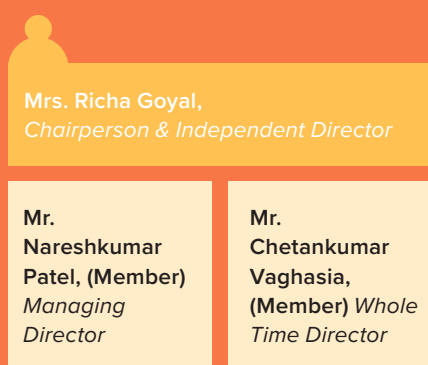 Mrs. Richa Goyal,
Chairperson & Independent Director
Mr.
Nareshkumar
Patel, (Member)
Managing
Director
Mr.
Chetankumar
Vaghasia,
(Member) Whole
Time Director